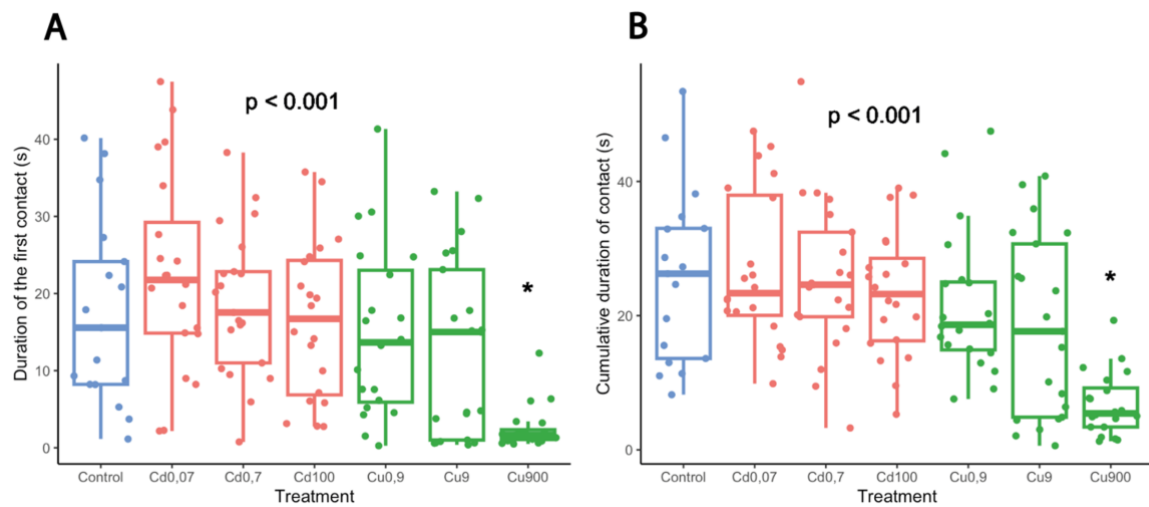 A
p < 0.001
*
Duration of the first contact (s)
40
30
20
10
0
Control Cd0,07 Cd0,7 Cd100 Cu0,9 Cu9 Cu900
Treatment
B
p < 0.001
*
Cumulative duration of contact (s)
40
20
0
Control Cd0,07 Cd0,7 Cd100 Cu0,9 Cu9 Cu900
Treatment